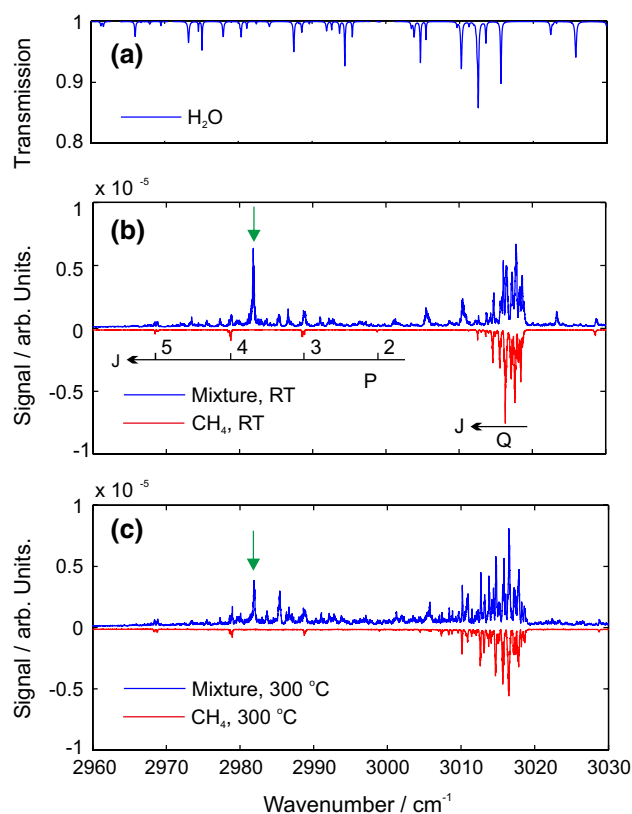 1
(a)
0.9
H₂O
0.8
Transmission
x 10 -5
1
(b)
0.5
0
J 5 4 3 2
P
-0.5
Mixture, RT
CH₄, RT
J
Q
-1
Signal / arb. Units.
x 10 -5
1
(c)
0.5
0
-0.5
Mixture, 300 °C
CH₄, 300 °C
-1
Signal / arb. Units.
2960 2970 2980 2990 3000 3010 3020 3030
Wavenumber / cm⁻¹